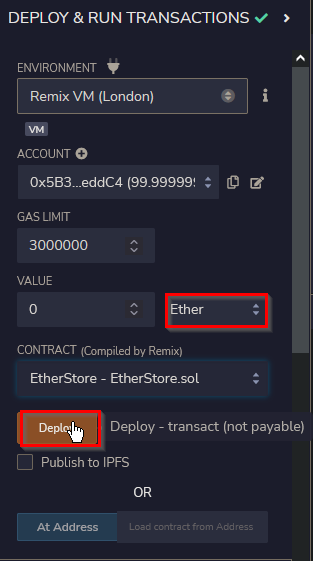 DEPLOY & RUN TRANSACTIONS
ENVIRONMENT
Remix VM (London)
VM
ACCOUNT
0x5B3...eddC4 (99.999999
GAS LIMIT
3000000
VALUE
0 Ether
CONTRACT (Compiled by Remix)
EtherStore - EtherStore.sol
Deploy Deploy - transact (not payable)
Publish to IPFS
OR
At Address Load contract from Address